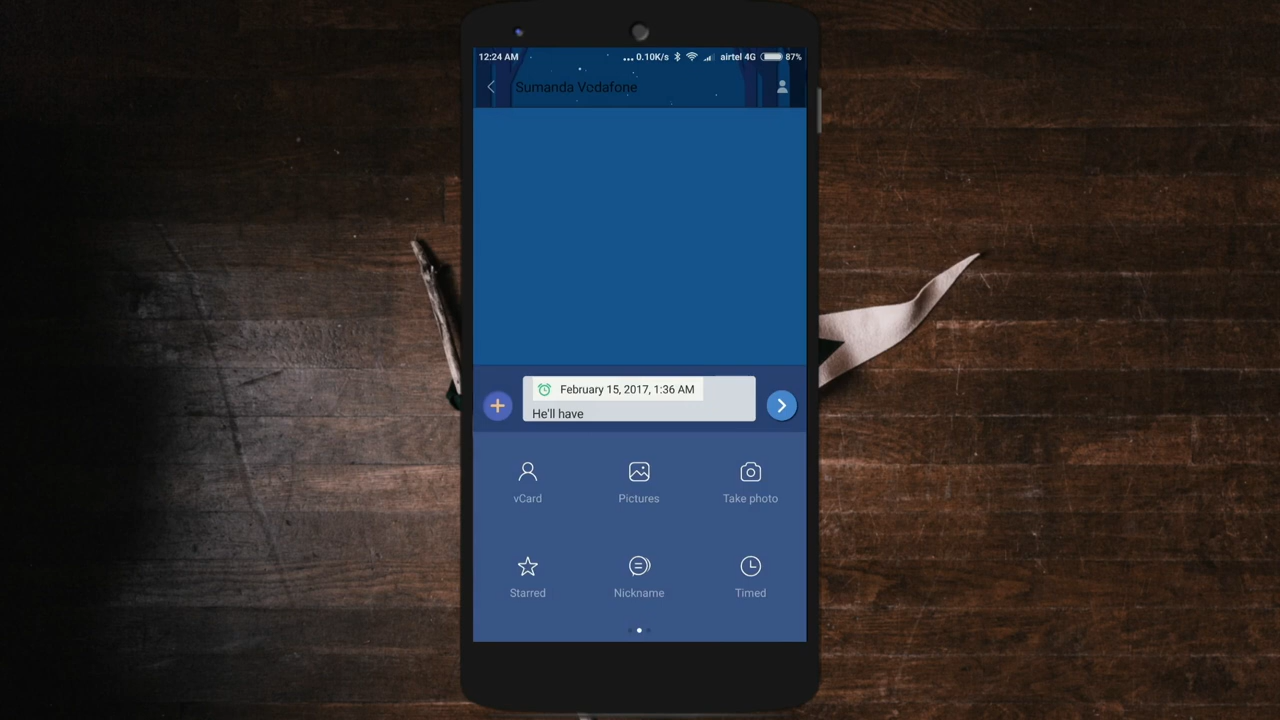 12:24 AM ... 0.10K/s airtel 4G 87%
Sumanda Vodafone
February 15, 2017, 1:36 AM
He'll have
vCard Pictures Take photo
Starred Nickname Timed